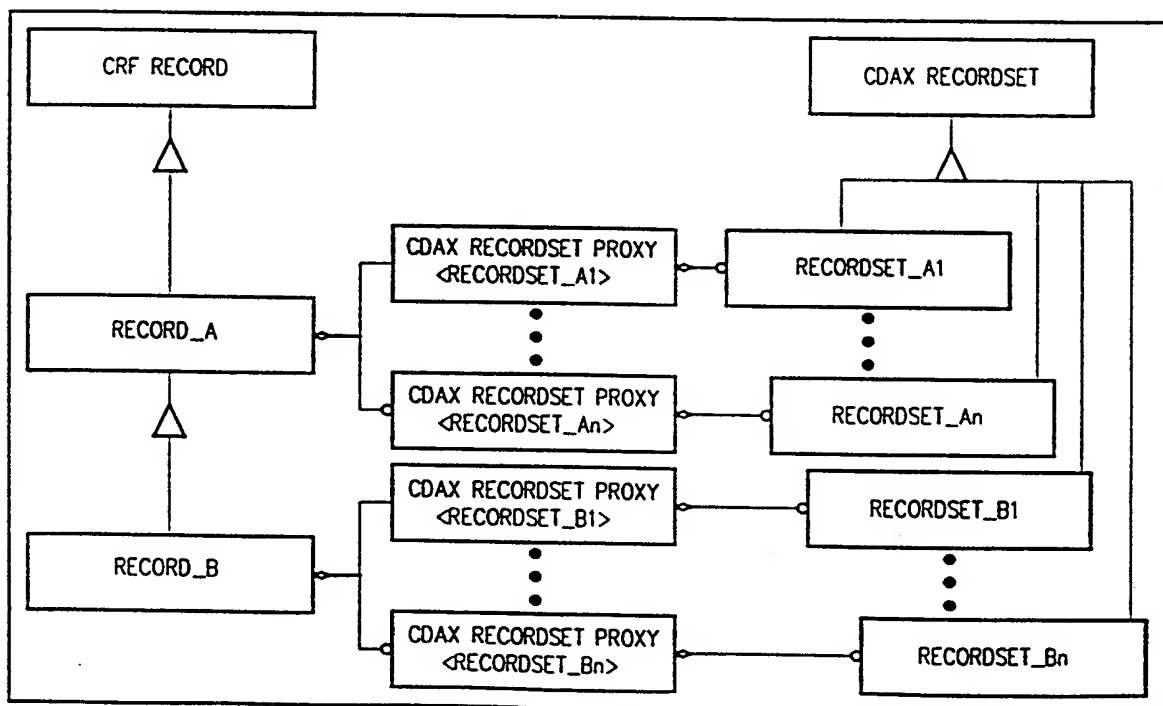 CRF RECORD
CDAX RECORDSET
CDAX RECORDSET PROXY
<RECORDSET_A1>
RECORDSET_A1
RECORD_A
CDAX RECORDSET PROXY
<RECORDSET_An>
RECORDSET_An
CDAX RECORDSET PROXY
<RECORDSET_B1>
RECORDSET_B1
RECORD_B
CDAX RECORDSET PROXY
<RECORDSET_Bn>
RECORDSET_Bn